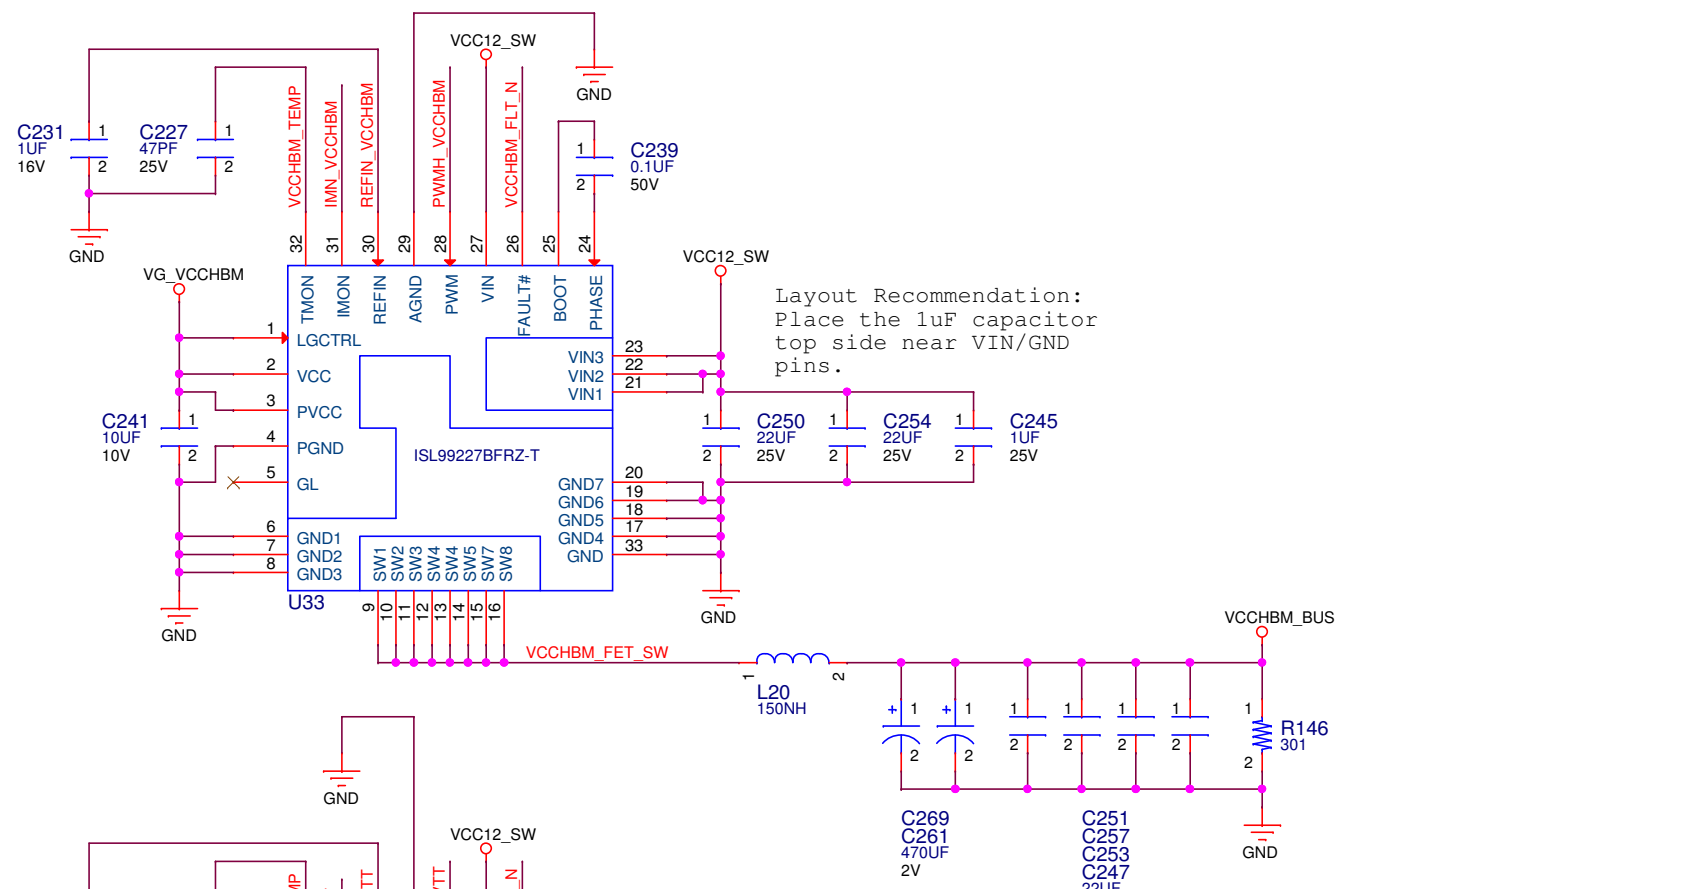 VCC12_SW
GND
C231
1UF
16V
1
2
C227
47PF
25V
1
2
GND
VCCHBM_TEMP
IMN_VCCHBM
REFIN_VCCHBM
PWMH_VCCHBM
VCCHBM_FLT_N
1
2
C239
0.1UF
50V
32
31
30
29
28
27
26
25
24
TMON
IMON
REFIN
AGND
PWM
VIN
FAULT#
BOOT
PHASE
VG_VCCHBM
VCC12_SW
Layout Recommendation:
Place the 1uF capacitor
top side near VIN/GND
pins.
1 LGCTRL
2 VCC
3 PVCC
4 PGND
5 GL
6 GND1
7 GND2
8 GND3
C241
10UF
10V
1
2
ISL99227BFRZ-T
VIN3 23
VIN2 22
VIN1 21
GND7 20
GND6 19
GND5 18
GND4 17
GND 33
1
2
C250
22UF
25V
1
2
C254
22UF
25V
1
2
C245
1UF
25V
SW1
SW2
SW3
SW4
SW4
SW5
SW7
SW8
U33
9
10
11
12
13
14
15
16
GND
GND
VCCHBM_FET_SW
1
2
L20
150NH
VCCHBM_BUS
+ 1
2
+ 1
2
1
2
1
2
1
2
1
2
1
2
R146
301
GND
C269
C261
470UF
2V
C251
C257
C253
C247
22UF
GND
VCC12_SW